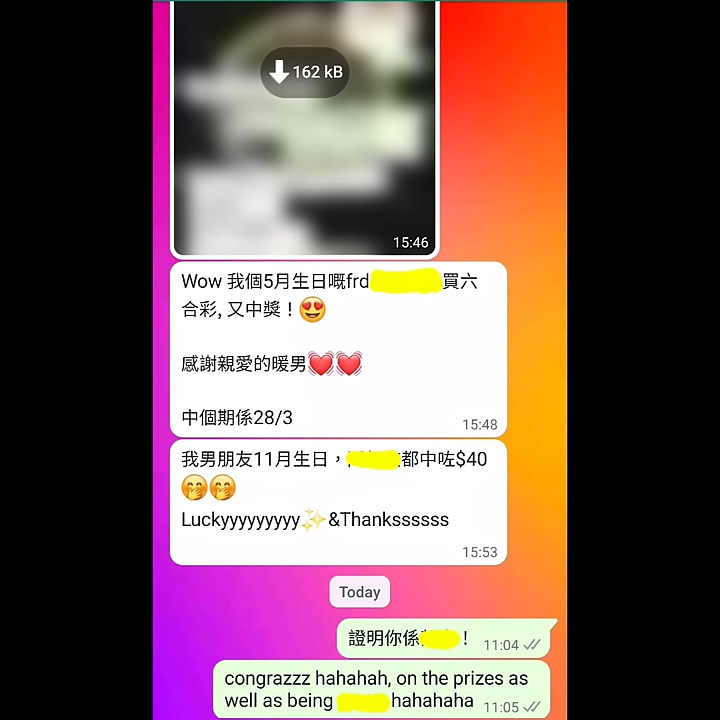 162 kB
15:46
Wow 我個5月生日嘅frd 買六
合彩, 又中獎！😍
感謝親愛的暖男💓💓
中個期係28/3
15:48
我男朋友11月生日， 都中咗$40
🤭🤭
Luckyyyyyyyyy✨&Thankssssss
15:53
Today
證明你係 ！
11:04
congrazzz hahahah, on the prizes as
well as being hahahaha
11:05